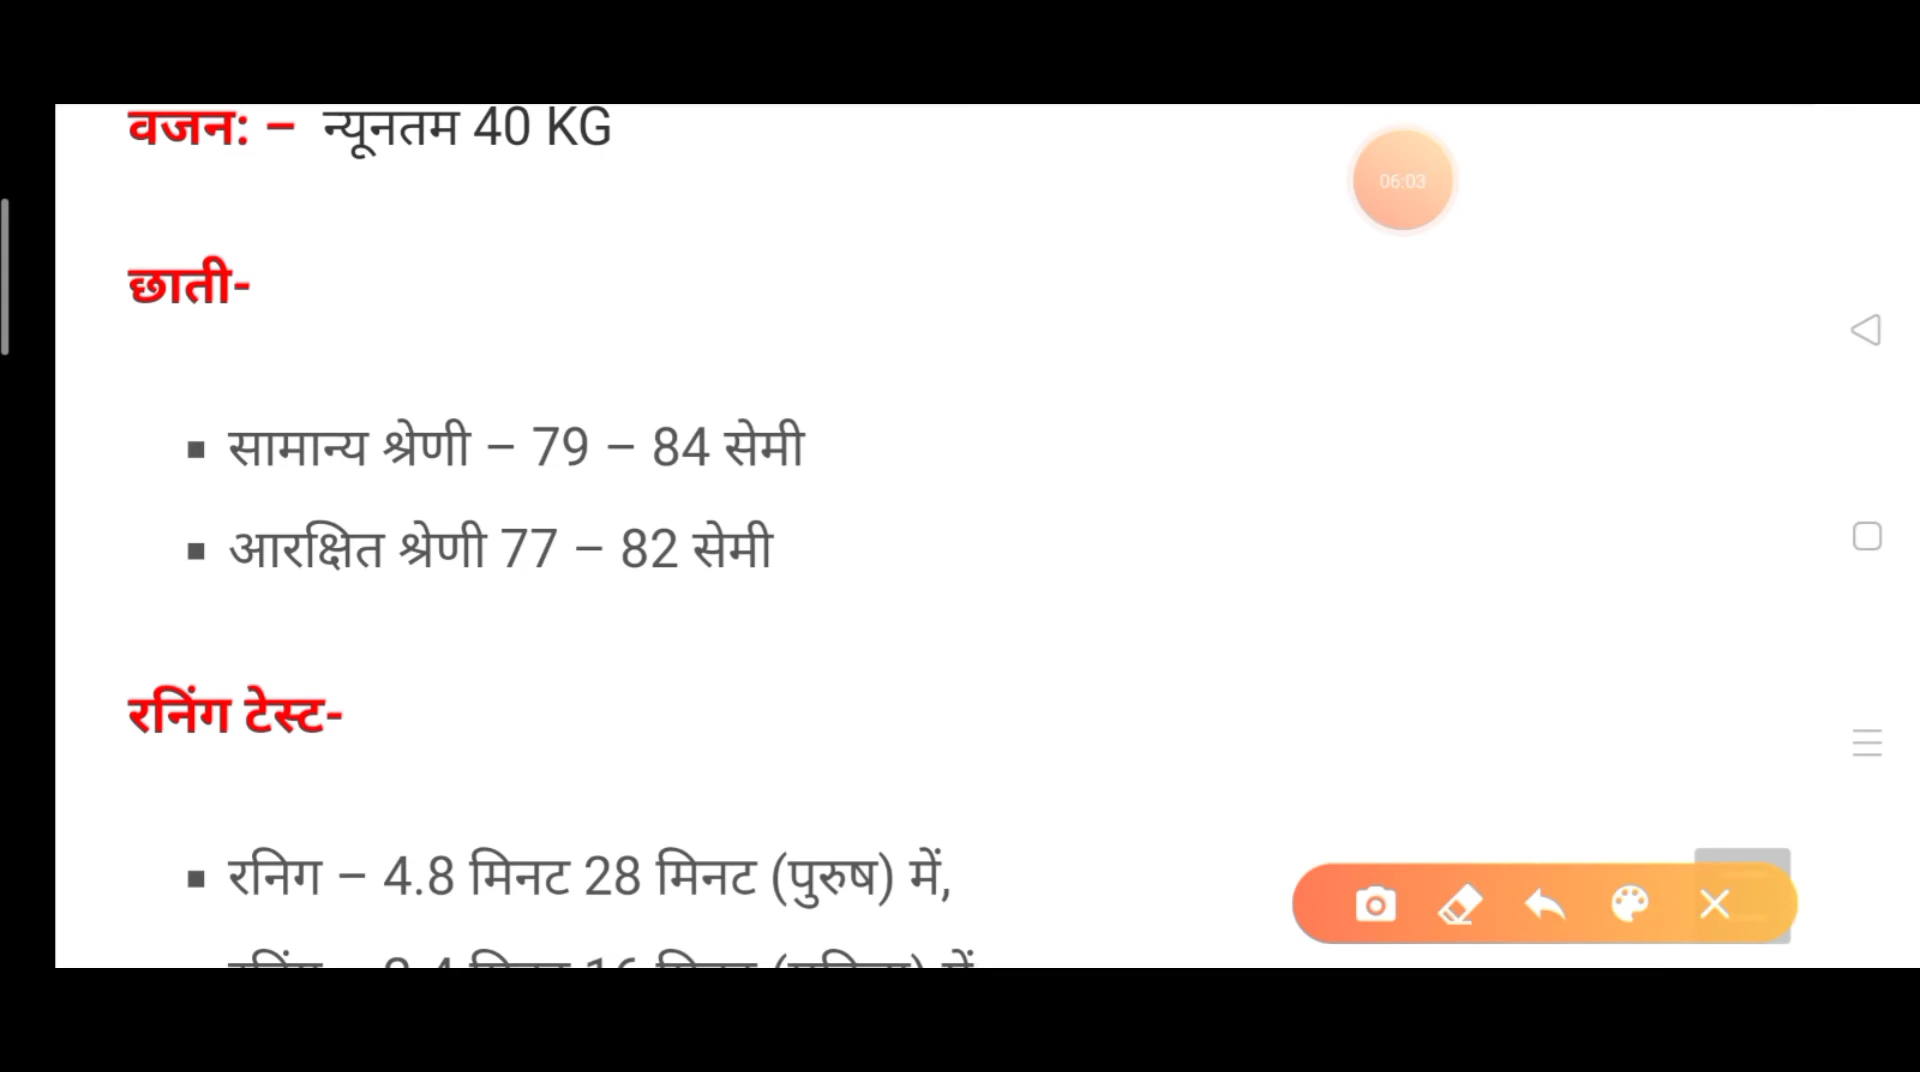 वजन: – न्यूनतम 40 KG
06:03
छाती-
▪ सामान्य श्रेणी – 79 – 84 सेमी
▪ आरक्षित श्रेणी 77 – 82 सेमी
रनिंग टेस्ट-
▪ रनिग – 4.8 मिनट 28 मिनट (पुरुष) में,